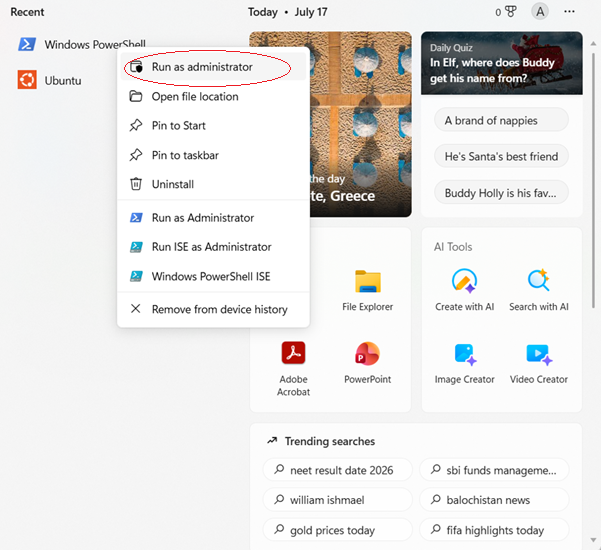 Recent
Today • July 17
0
A
Windows PowerShell
Ubuntu
Run as administrator
Open file location
Pin to Start
Pin to taskbar
Uninstall
Run as Administrator
Run ISE as Administrator
Windows PowerShell ISE
Remove from device history
the day
te, Greece
Daily Quiz
In Elf, where does Buddy
get his name from?
A brand of nappies
He's Santa's best friend
Buddy Holly is his fav...
File Explorer
Adobe
Acrobat
PowerPoint
AI Tools
Create with AI
Search with AI
Image Creator
Video Creator
Trending searches
neet result date 2026
sbi funds manageme...
william ishmael
balochistan news
gold prices today
fifa highlights today